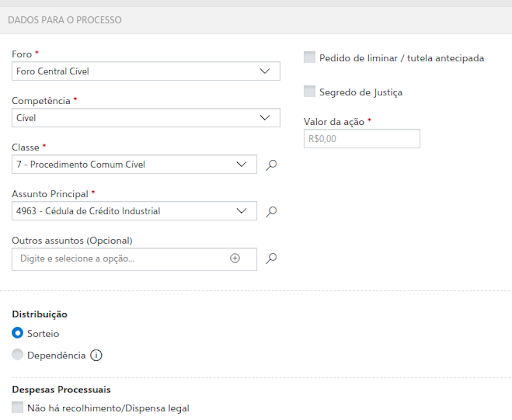 DADOS PARA O PROCESSO
Foro *
Foro Central Cível
Competência *
Cível
Classe *
7 - Procedimento Comum Cível
Assunto Principal *
4963 - Cédula de Crédito Industrial
Outros assuntos (Opcional)
Digite e selecione a opção...
Pedido de liminar / tutela antecipada
Segredo de Justiça
Valor da ação *
R$0,00
Distribuição
Sorteio
Dependência
Despesas Processuais
Não há recolhimento/Dispensa legal